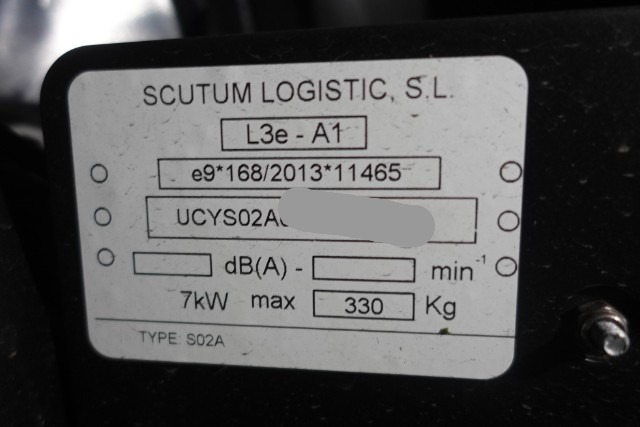 SCUTUM LOGISTIC, S.L.
L3e - A1
e9*168/2013*11465
UCYS02A
dB(A) - min-1
7kW max 330 Kg
TYPE: S02A